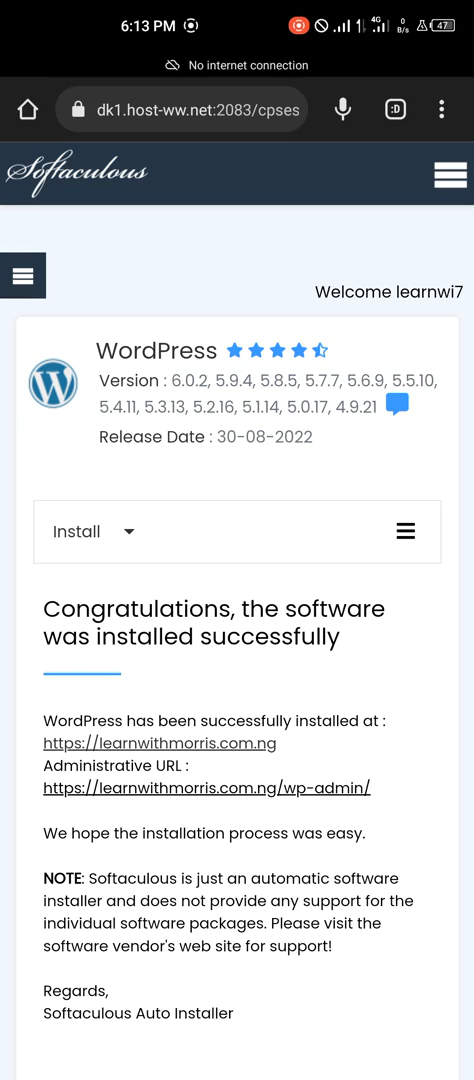 6:13 PM
4G
0
B/s
47
No internet connection
:D
dk1.host-ww.net:2083/cpses
Softaculous
Welcome learnwi7
WordPress
Version : 6.0.2, 5.9.4, 5.8.5, 5.7.7, 5.6.9, 5.5.10,
5.4.11, 5.3.13, 5.2.16, 5.1.14, 5.0.17, 4.9.21
Release Date : 30-08-2022
Install
Congratulations, the software
was installed successfully
WordPress has been successfully installed at :
https://learnwithmorris.com.ng
Administrative URL :
https://learnwithmorris.com.ng/wp-admin/
We hope the installation process was easy.
NOTE: Softaculous is just an automatic software
installer and does not provide any support for the
individual software packages. Please visit the
software vendor's web site for support!
Regards,
Softaculous Auto Installer